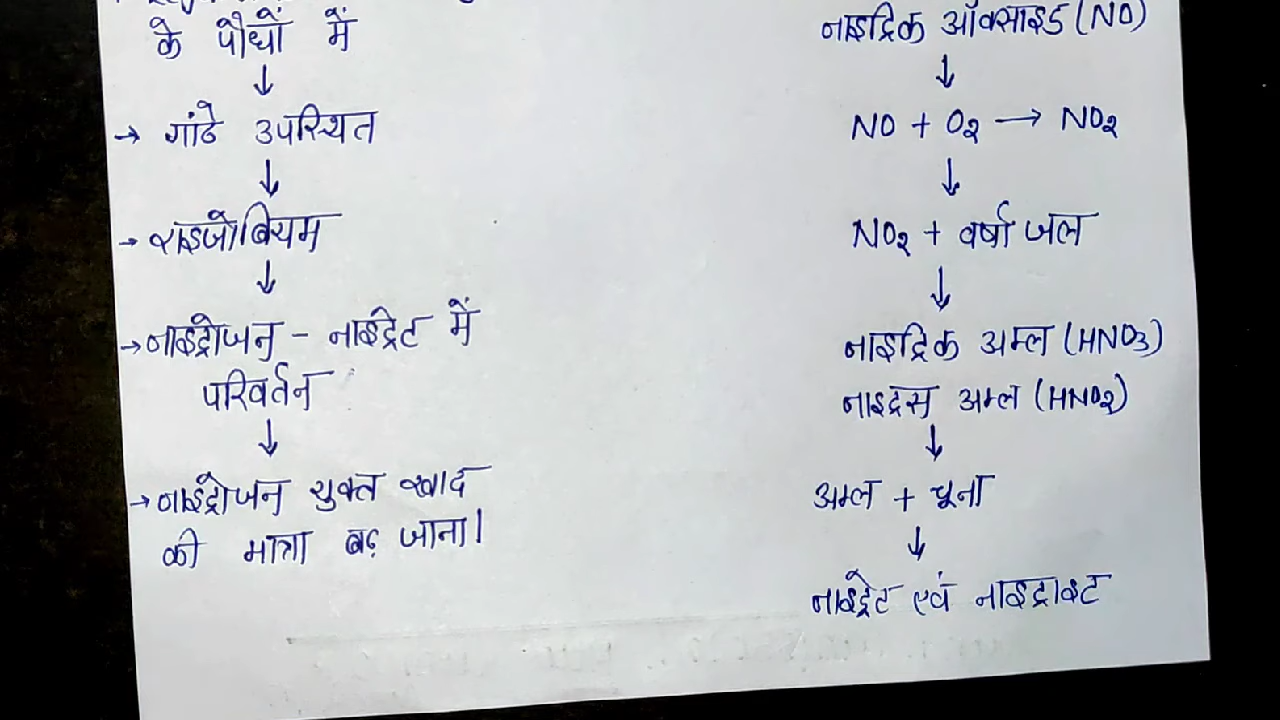 के पौधों में
↓
→ गांठे उपस्थित
↓
→ राइजोबियम
↓
→ नाइट्रोजन - नाइट्रेट में
परिवर्तन
↓
→ नाइट्रोजन युक्त खाद
की मात्रा बढ़ जाना।
नाइट्रिक ऑक्साइड (NO)
↓
NO + O₂ → NO₂
↓
NO₂ + वर्षा जल
↓
नाइट्रिक अम्ल (HNO₃)
नाइट्रस अम्ल (HNO₂)
↓
अम्ल + चूना
↓
नाइट्रेट एवं नाइट्राइट